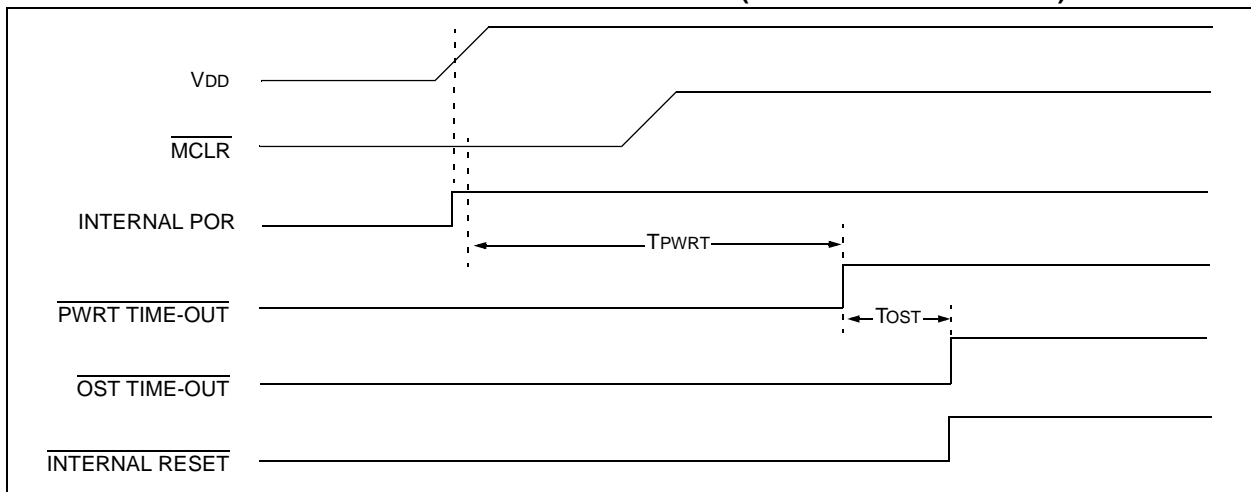 VDD
MCLR
INTERNAL POR
TPWRT
PWRT TIME-OUT
TOST
OST TIME-OUT
INTERNAL RESET